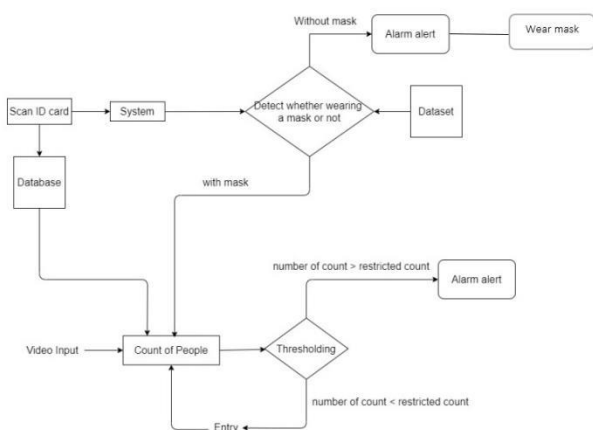 Without mask
Alarm alert
Wear mask
Scan ID card
System
Detect whether wearing
a mask or not
Dataset
Database
with mask
number of count > restricted count
Alarm alert
Video Input
Count of People
Thresholding
number of count < restricted count
Entry